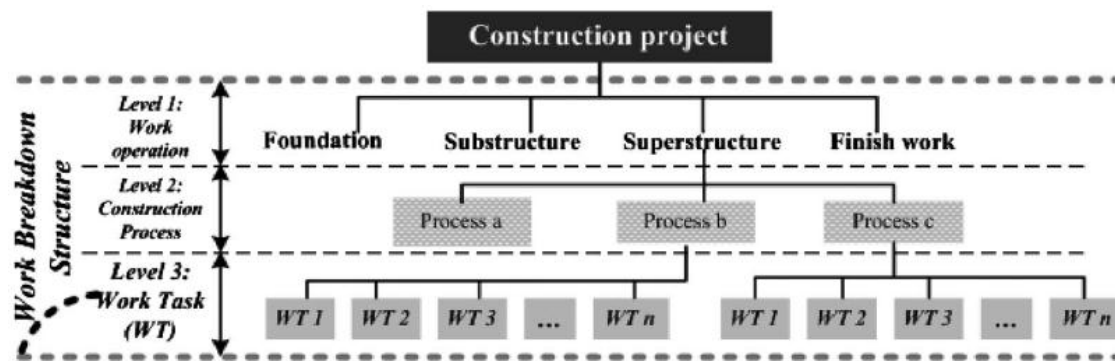 Construction project
Level 1:
Work
operation
Foundation Substructure Superstructure Finish work
Work Breakdown
Structure
Level 2:
Construction
Process
Process a Process b Process c
Level 3:
Work Task
(WT)
WT 1 WT 2 WT 3 ... WT n WT 1 WT 2 WT 3 ... WT n